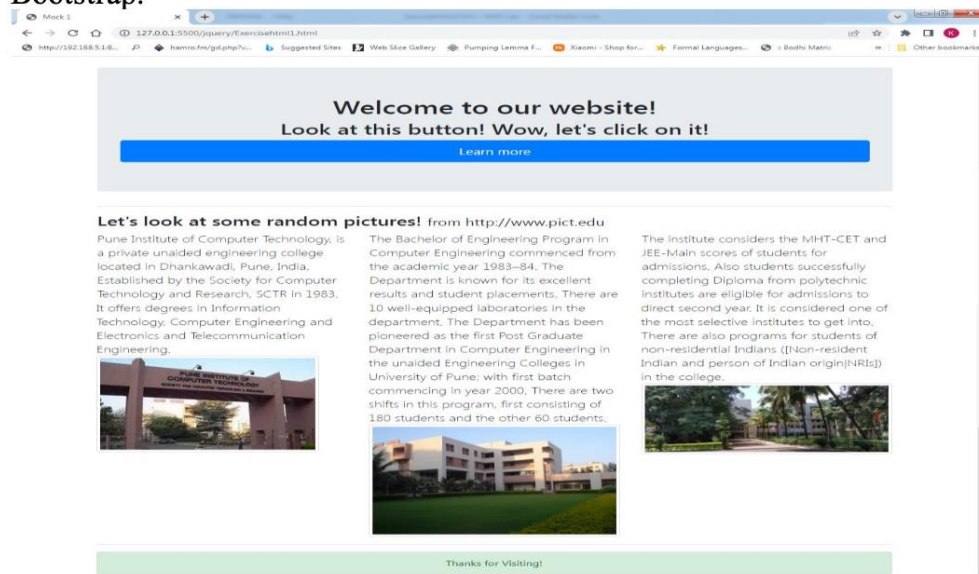 Bootstrap.
Mock 1
127.0.0.1:5500/jquery/Exercisehtml1.html
http://192.168.5.1:6... hamro.fm/gd.php?v... Suggested Sites Web Slice Gallery Pumping Lemma F... Xiaomi - Shop for... Formal Languages... :: Bodhi Matric Other bookmarks
Welcome to our website!
Look at this button! Wow, let's click on it!
Learn more
Let's look at some random pictures! from http://www.pict.edu
Pune Institute of Computer Technology, is
a private unaided engineering college
located in Dhankawadi, Pune, India.
Established by the Society for Computer
Technology and Research, SCTR in 1983.
It offers degrees in Information
Technology, Computer Engineering and
Electronics and Telecommunication
Engineering.
PUNE INSTITUTE OF
COMPUTER TECHNOLOGY
The Bachelor of Engineering Program in
Computer Engineering commenced from
the academic year 1983–84. The
Department is known for its excellent
results and student placements. There are
10 well-equipped laboratories in the
department. The Department has been
pioneered as the first Post Graduate
Department in Computer Engineering in
the unaided Engineering Colleges in
University of Pune; with first batch
commencing in year 2000. There are two
shifts in this program, first consisting of
180 students and the other 60 students.
The institute considers the MHT-CET and
JEE-Main scores of students for
admissions. Also students successfully
completing Diploma from polytechnic
institutes are eligible for admissions to
direct second year. It is considered one of
the most selective institutes to get into.
There are also programs for students of
non-residential Indians ([Non-resident
Indian and person of Indian origin|NRIs])
in the college.
Thanks for Visiting!